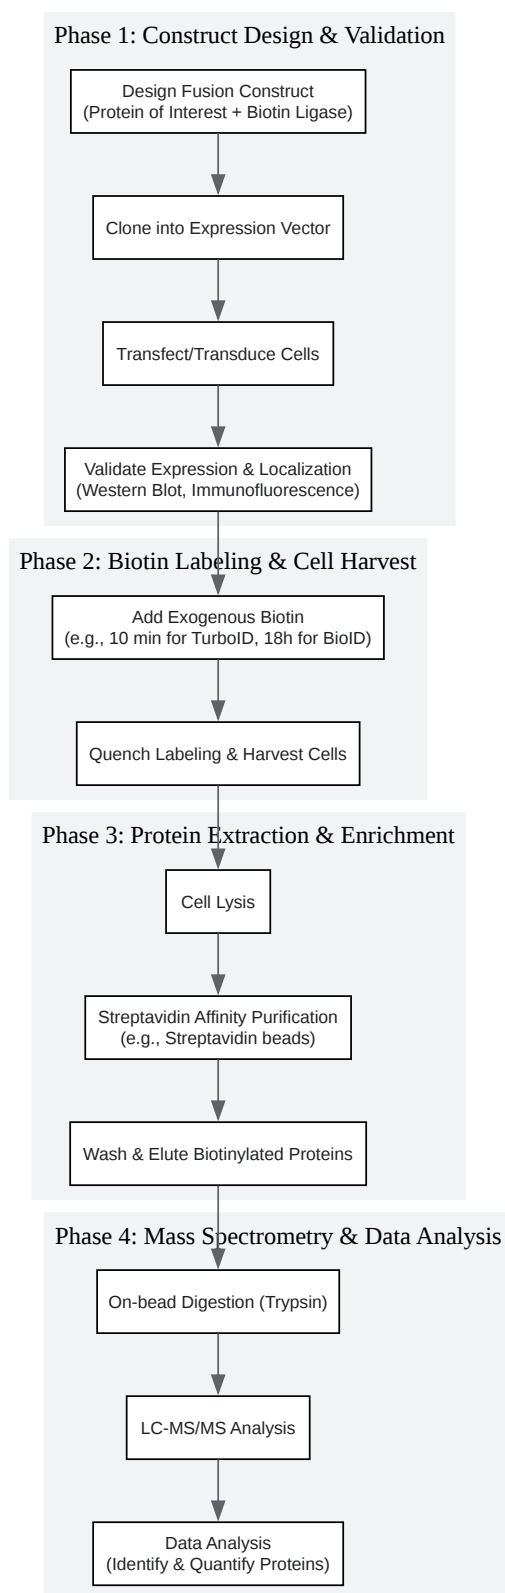 Phase 1: Construct Design & Validation
Design Fusion Construct
(Protein of Interest + Biotin Ligase)
Clone into Expression Vector
Transfect/Transduce Cells
Validate Expression & Localization
(Western Blot, Immunofluorescence)
Phase 2: Biotin Labeling & Cell Harvest
Add Exogenous Biotin
(e.g., 10 min for TurboID, 18h for BioID)
Quench Labeling & Harvest Cells
Phase 3: Protein Extraction & Enrichment
Cell Lysis
Streptavidin Affinity Purification
(e.g., Streptavidin beads)
Wash & Elute Biotinylated Proteins
Phase 4: Mass Spectrometry & Data Analysis
On-bead Digestion (Trypsin)
LC-MS/MS Analysis
Data Analysis
(Identify & Quantify Proteins)